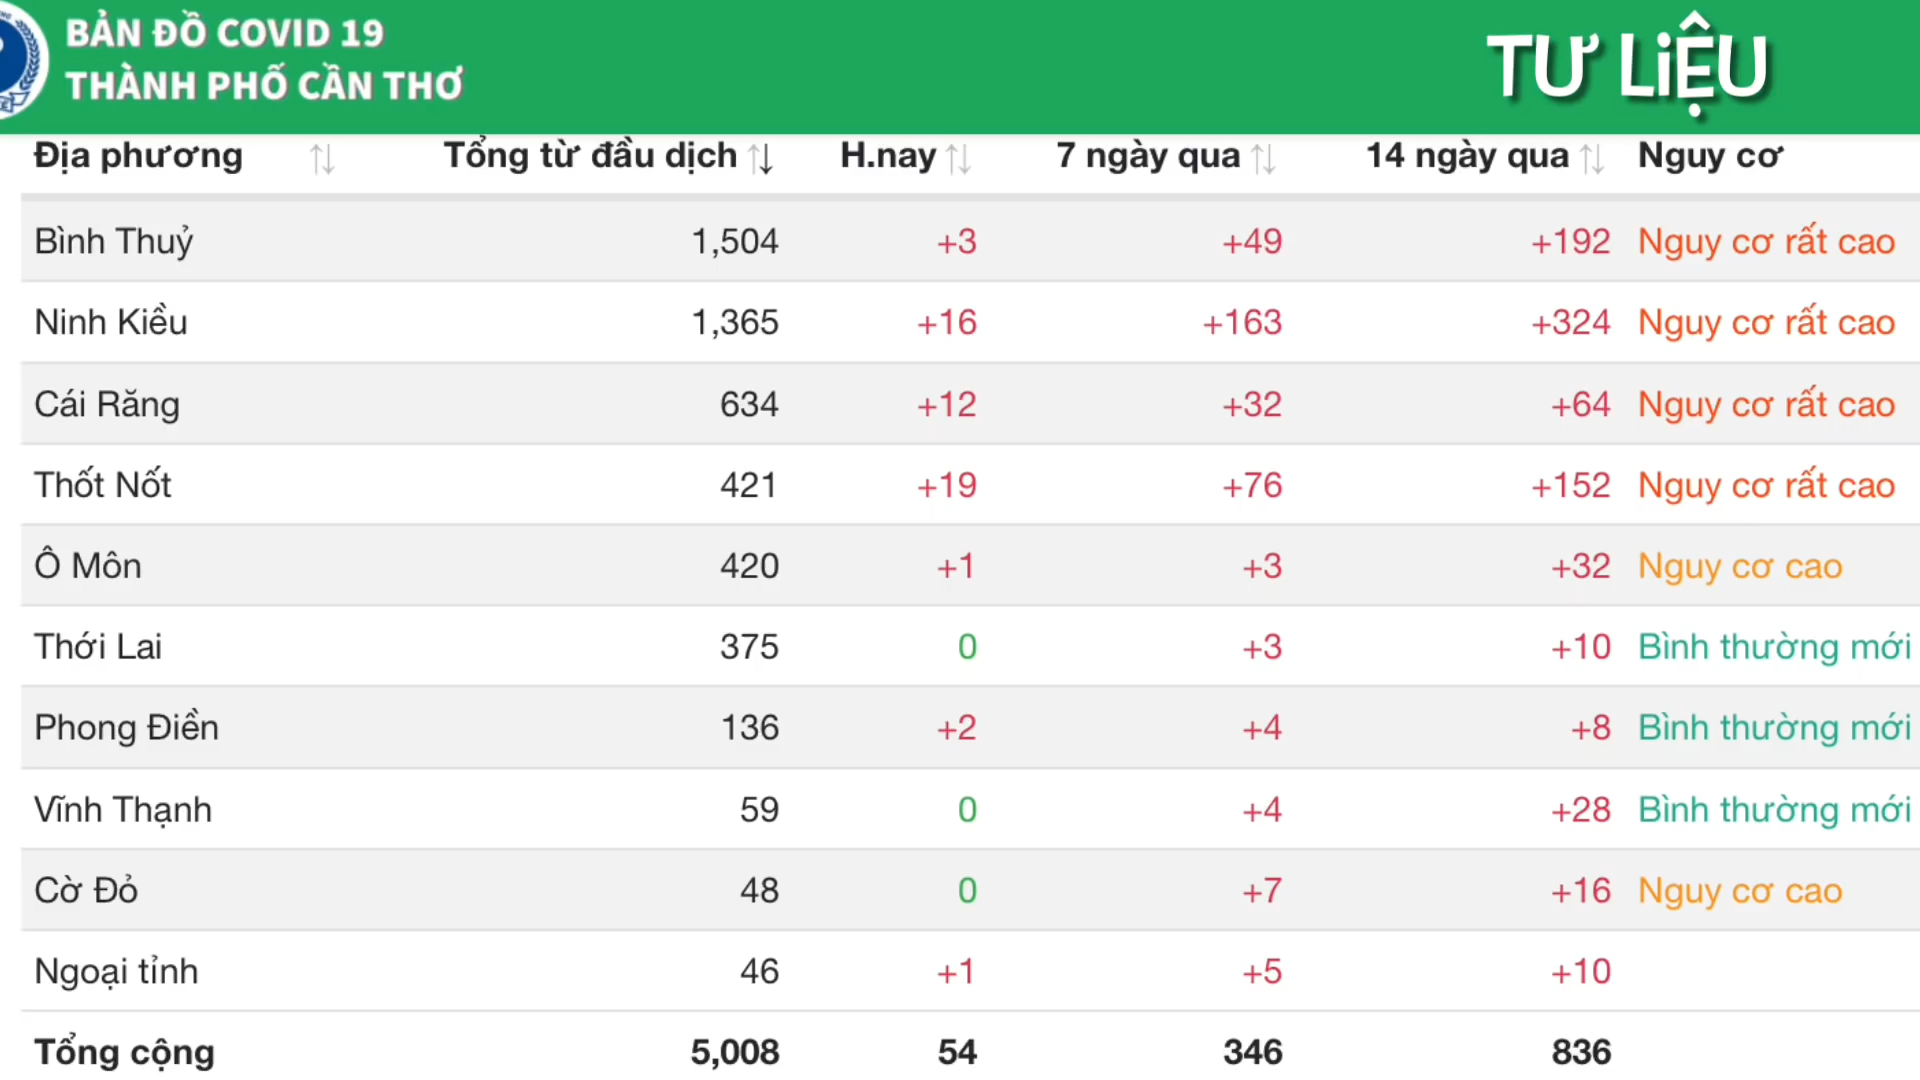 BẢN ĐỒ COVID 19
THÀNH PHỐ CẦN THƠ
TƯ LIỆU
Địa phương Tổng từ đầu dịch H.nay 7 ngày qua 14 ngày qua Nguy cơ
Bình Thuỷ 1,504 +3 +49 +192 Nguy cơ rất cao
Ninh Kiều 1,365 +16 +163 +324 Nguy cơ rất cao
Cái Răng 634 +12 +32 +64 Nguy cơ rất cao
Thốt Nốt 421 +19 +76 +152 Nguy cơ rất cao
Ô Môn 420 +1 +3 +32 Nguy cơ cao
Thới Lai 375 0 +3 +10 Bình thường mới
Phong Điền 136 +2 +4 +8 Bình thường mới
Vĩnh Thạnh 59 0 +4 +28 Bình thường mới
Cờ Đỏ 48 0 +7 +16 Nguy cơ cao
Ngoại tỉnh 46 +1 +5 +10
Tổng cộng 5,008 54 346 836